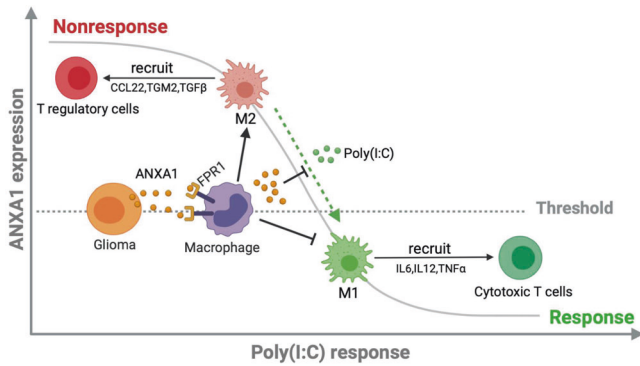 Nonresponse
recruit
CCL22,TGM2,TGFβ
T regulatory cells
M2
Poly(I:C)
ANXA1
FPR1
Glioma
Macrophage
Threshold
recruit
IL6,IL12,TNFα
M1
Cytotoxic T cells
Response
ANXA1 expression
Poly(I:C) response